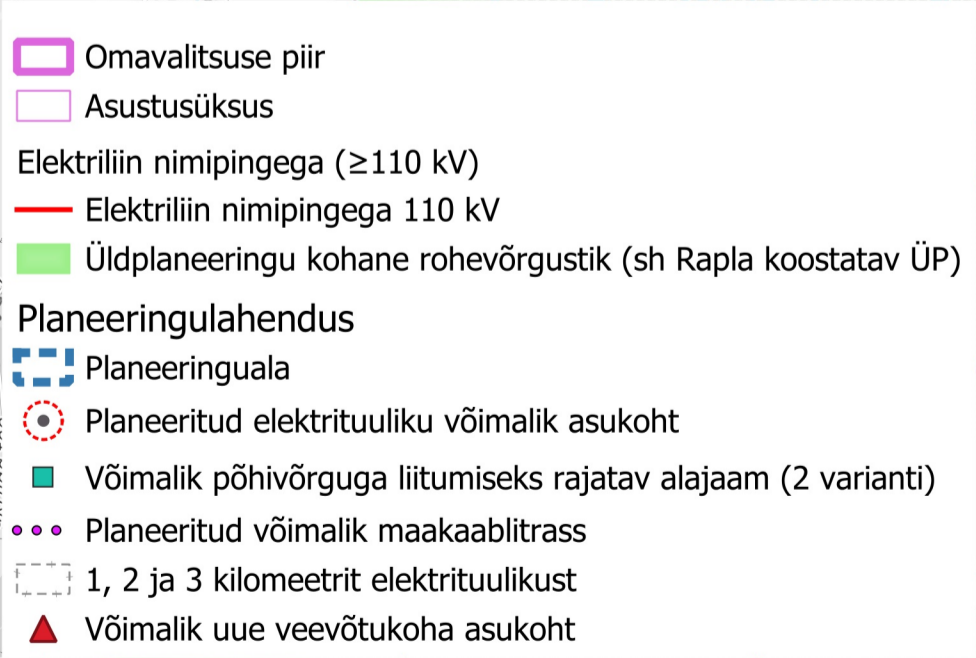 Omavalitsuse piir
Asustusüksus
Elektriliin nimipingega (≥110 kV)
Elektriliin nimipingega 110 kV
Üldplaneeringu kohane rohevõrgustik (sh Rapla koostatav ÜP)
Planeeringulahendus
Planeeringuala
Planeeritud elektrituuliku võimalik asukoht
Võimalik põhivõrguga liitumiseks rajatav alajaam (2 varianti)
Planeeritud võimalik maakaablitrass
1, 2 ja 3 kilomeetrit elektrituulikust
Võimalik uue veevõtukoha asukoht